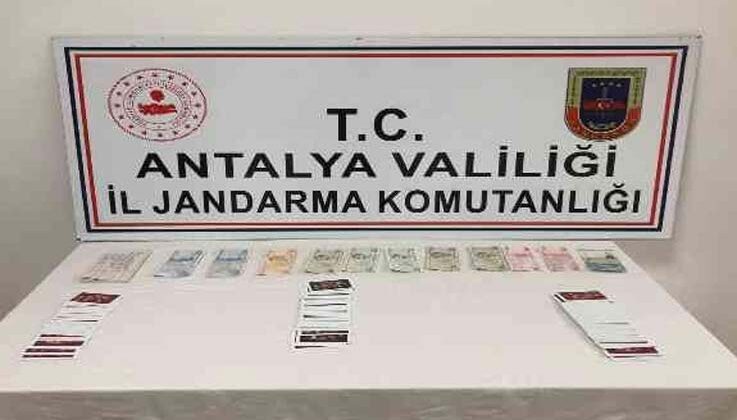 T.C.
ANTALYA VALİLİĞİ
İL JANDARMA KOMUTANLIĞI